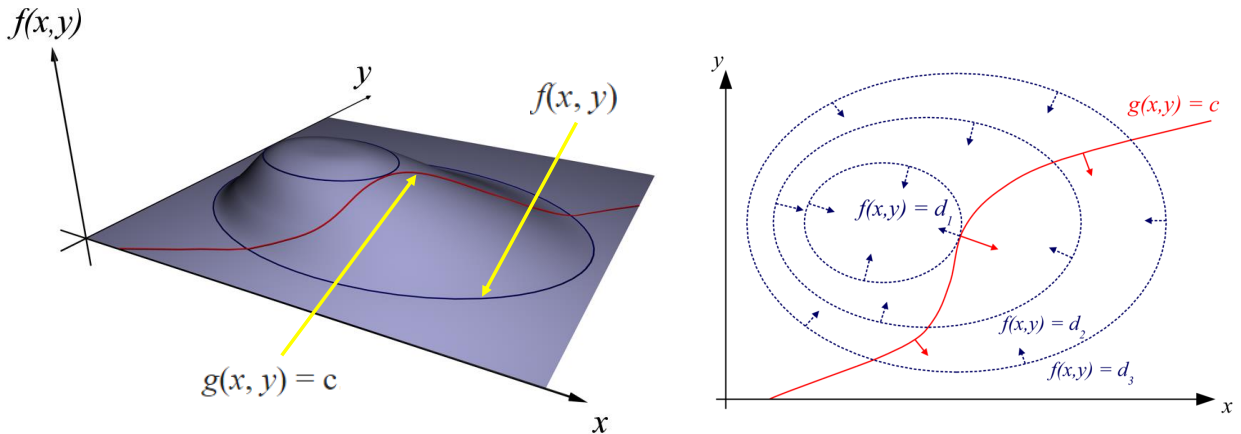 f(x,y)
y
f(x, y)
g(x, y) = c
x
y
g(x,y) = c
f(x,y) = d₁
f(x,y) = d₂
f(x,y) = d₃
x